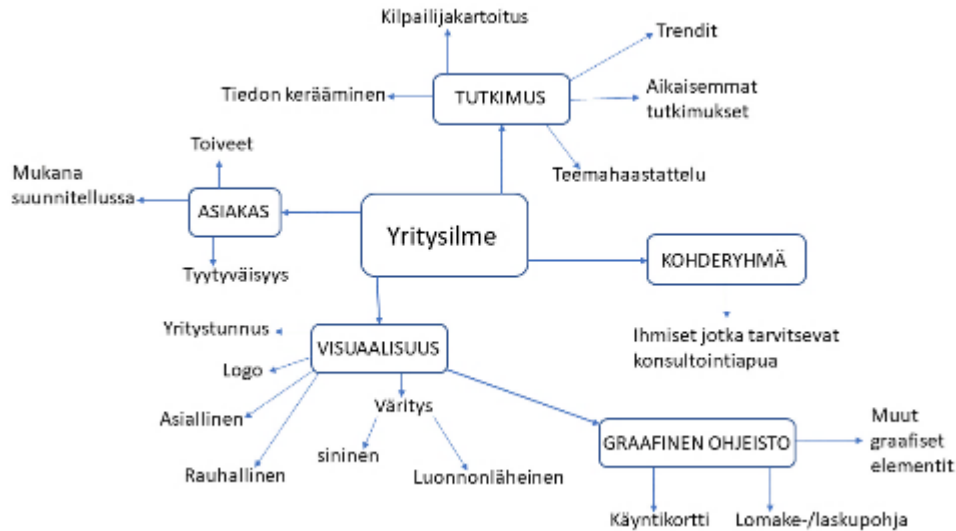 Kilpailijakartoitus
Trendit
Tiedon kerääminen
TUTKIMUS
Aikaisemmat
tutkimukset
Teemahaastattelu
Toiveet
Mukana
suunnitellussa
ASIAKAS
Tyytyväisyys
Yritysilme
KOHDERYHMÄ
Ihmiset jotka tarvitsevat
konsultointiapua
Yritystunnus
VISUAALISUUS
Logo
Asiallinen
Väritys
Rauhallinen
sininen
Luonnonläheinen
GRAAFINEN OHJEISTO
Muut
graafiset
elementit
Käyntikortti
Lomake-/laskupohja